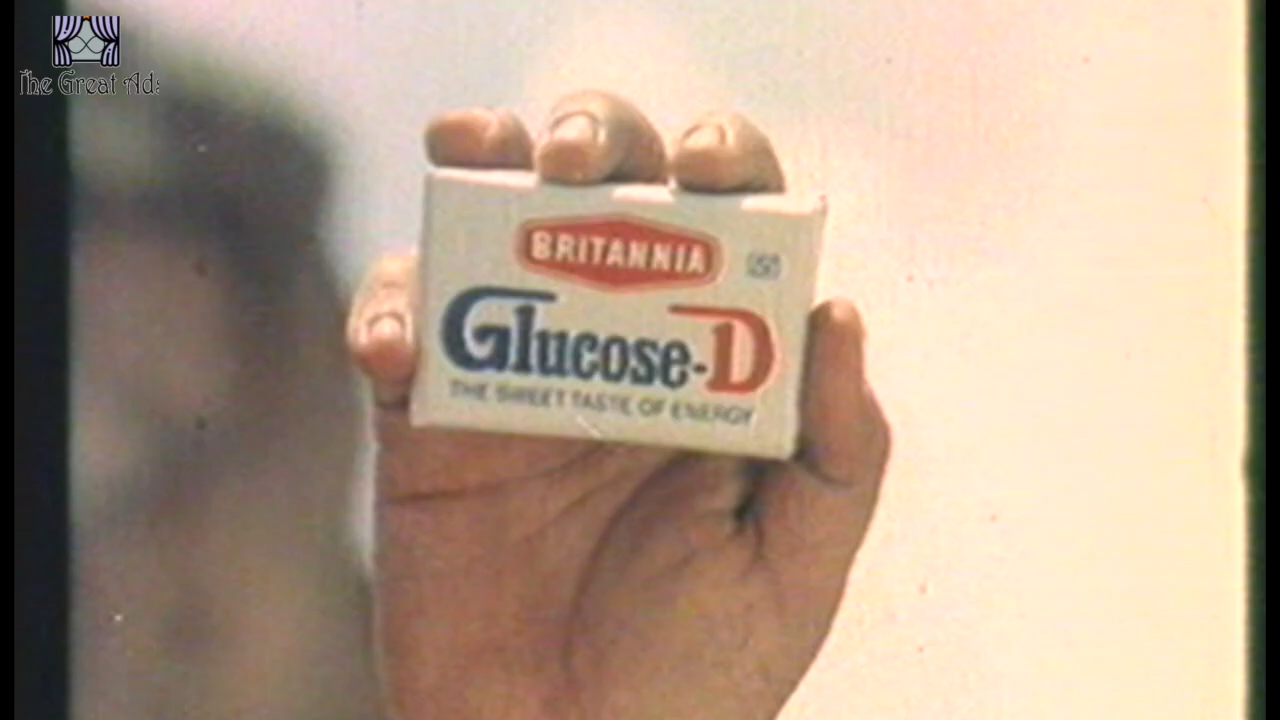 The Great Ads
BRITANNIA
Glucose-D
THE SWEET TASTE OF ENERGY